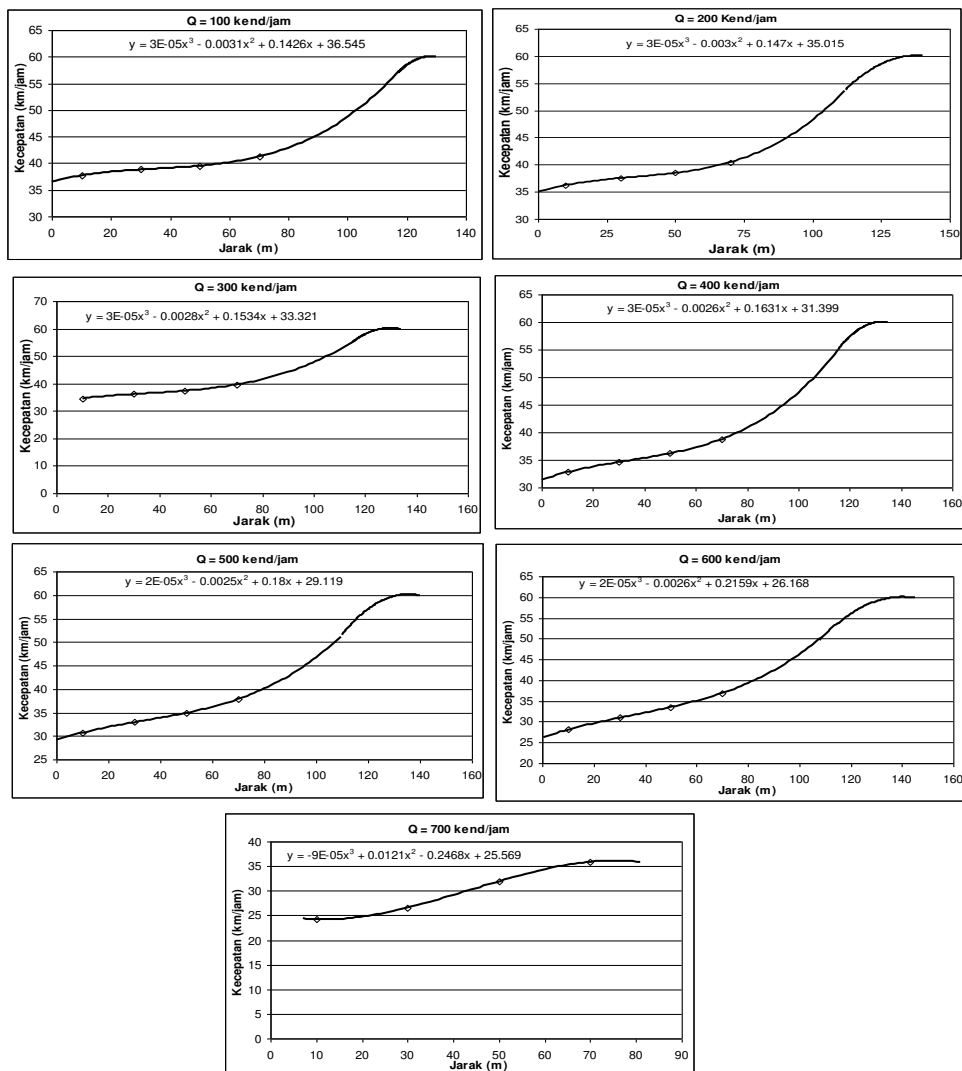 Q = 100 kend/jam
y = 3E-05x³ - 0.0031x² + 0.1426x + 36.545
Kecepatan (km/jam)
65
60
55
50
45
40
35
30
0 20 40 60 80 100 120 140
Jarak (m)
Q = 200 Kend/jam
y = 3E-05x³ - 0.003x² + 0.147x + 35.015
Kecepatan (km/jam)
65
60
55
50
45
40
35
30
0 25 50 75 100 125 150
Jarak (m)
Q = 300 kend/jam
y = 3E-05x³ - 0.0028x² + 0.1534x + 33.321
Kecepatan (km/jam)
70
60
50
40
30
20
10
0
0 20 40 60 80 100 120 140 160
Jarak (m)
Q = 400 kend/jam
y = 3E-05x³ - 0.0026x² + 0.1631x + 31.399
Kecepatan (km/jam)
65
60
55
50
45
40
35
30
0 20 40 60 80 100 120 140 160
Jarak (m)
Q = 500 kend/jam
y = 2E-05x³ - 0.0025x² + 0.18x + 29.119
Kecepatan (km/jam)
65
60
55
50
45
40
35
30
25
0 20 40 60 80 100 120 140 160
Jarak (m)
Q = 600 kend/jam
y = 2E-05x³ - 0.0026x² + 0.2159x + 26.168
Kecepatan (km/jam)
65
60
55
50
45
40
35
30
25
20
0 20 40 60 80 100 120 140 160
Jarak (m)
Q = 700 kend/jam
y = -9E-05x³ + 0.0121x² - 0.2468x + 25.569
Kecepatan (km/jam)
40
35
30
25
20
15
10
5
0
0 10 20 30 40 50 60 70 80 90
Jarak (m)